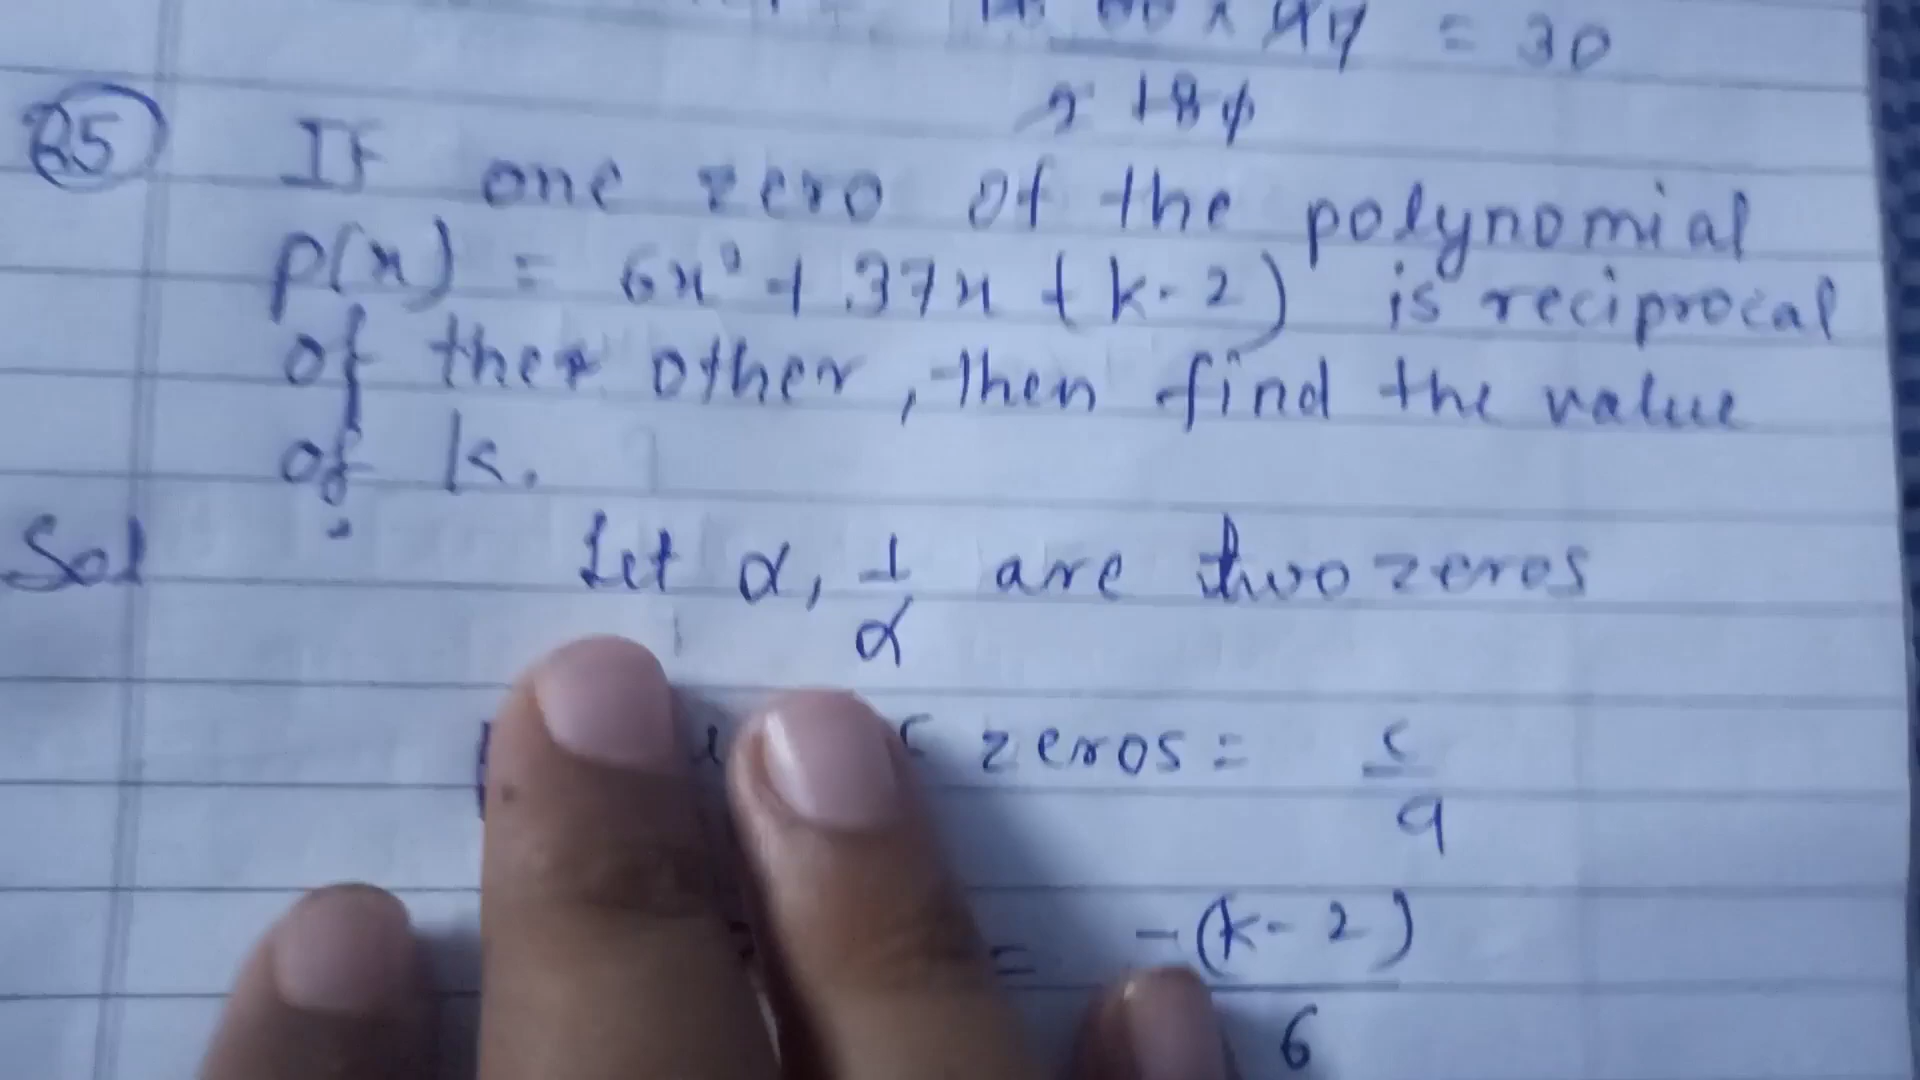 = 30
25 If one zero of the polynomial
p(x) = 6x² + 37x + (k-2) is reciprocal
of the other, then find the value
of k.
Sol Let α, 1/α are two zeros
zeros = c/a
= -(k-2)/6